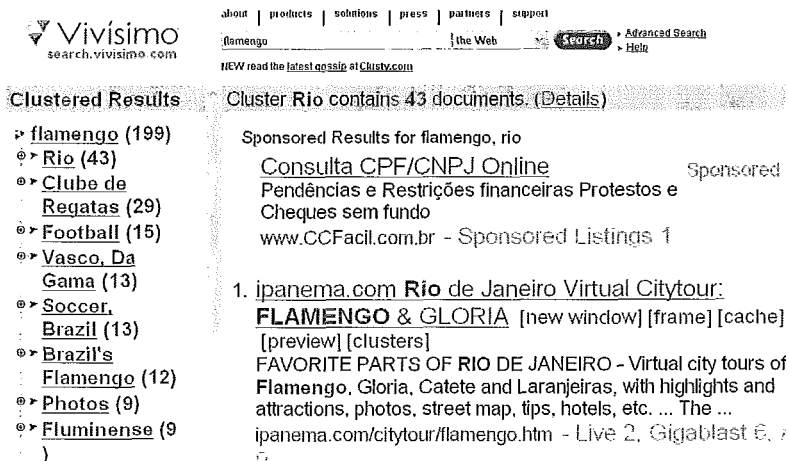 about | products | solutions | press | partners | support
Vivísimo
search.vivisimo.com
flamengo
the Web
Search
Advanced Search
Help
NEW read the latest gossip at Clusty.com
Clustered Results
flamengo (199)
Rio (43)
Clube de
Regatas (29)
Football (15)
Vasco, Da
Gama (13)
Soccer,
Brazil (13)
Brazil's
Flamengo (12)
Photos (9)
Fluminense (9
)
Cluster Rio contains 43 documents. (Details)
Sponsored Results for flamengo, rio
Consulta CPF/CNPJ Online
Sponsored
Pendências e Restrições financeiras Protestos e
Cheques sem fundo
www.CCFacil.com.br - Sponsored Listings 1
1. ipanema.com Rio de Janeiro Virtual Citytour:
FLAMENGO & GLORIA [new window] [frame] [cache]
[preview] [clusters]
FAVORITE PARTS OF RIO DE JANEIRO - Virtual city tours of
Flamengo, Gloria, Catete and Laranjeiras, with highlights and
attractions, photos, street map, tips, hotels, etc. ... The ...
ipanema.com/citytour/flamengo.htm - Live 2, Gigablast 6,